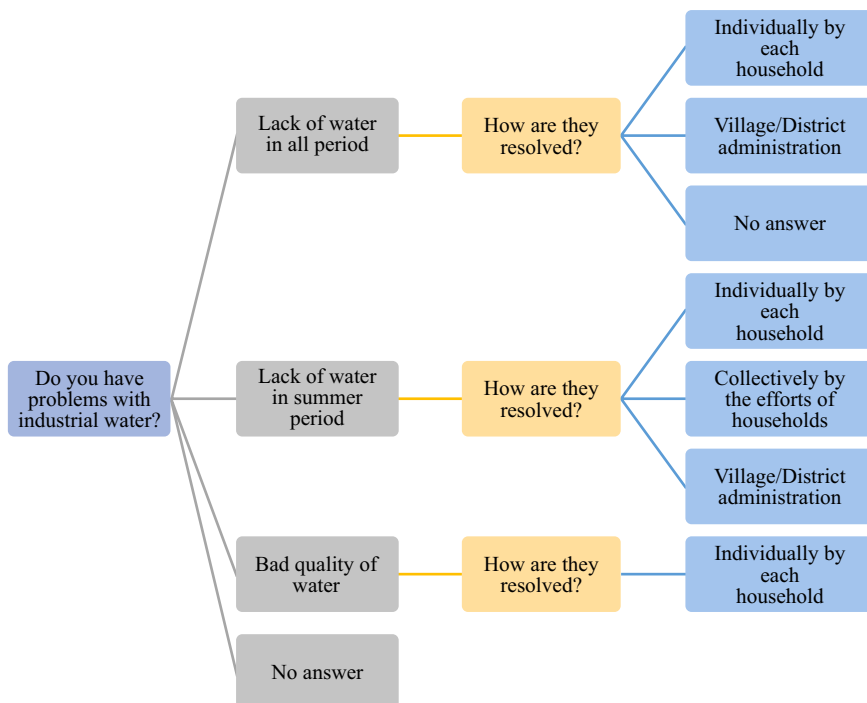 Individually by
each
household
Lack of water
in all period
How are they
resolved?
Village/District
administration
No answer
Individually by
each
household
Do you have
problems with
industrial water?
Lack of water
in summer
period
How are they
resolved?
Collectively by
the efforts of
households
Village/District
administration
Bad quality of
water
How are they
resolved?
Individually by
each
household
No answer